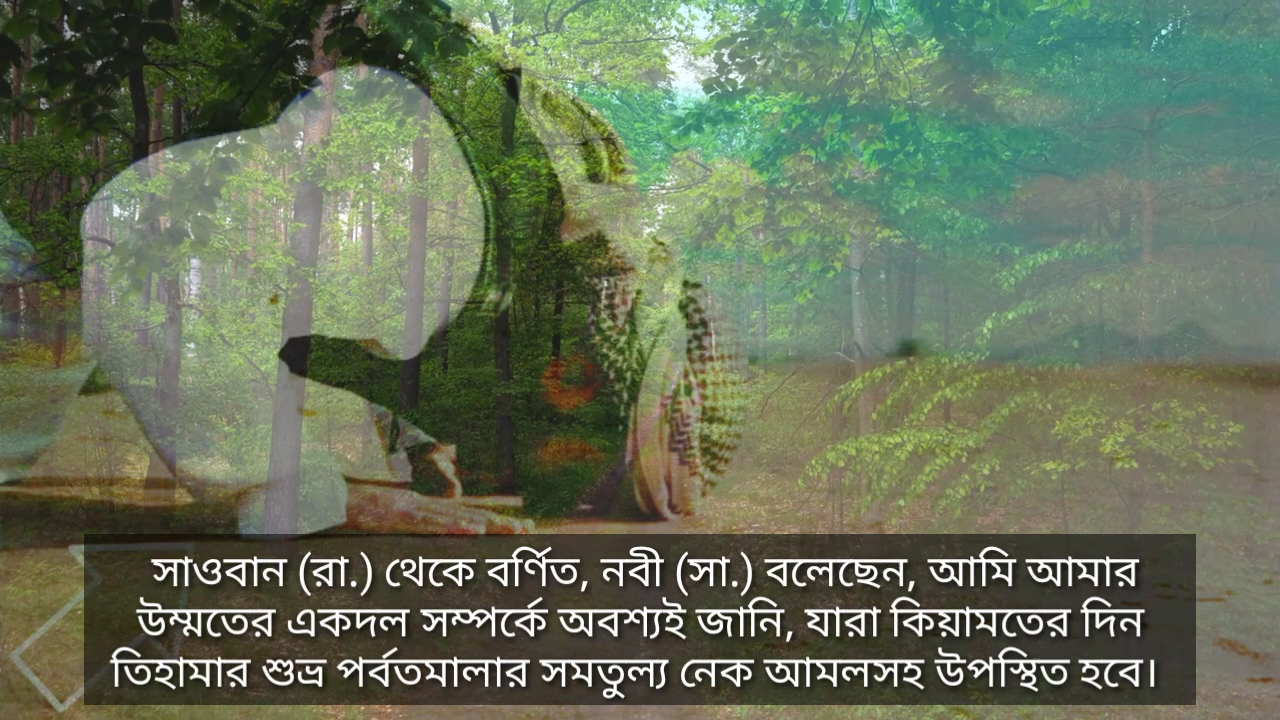 সাওবান (রা.) থেকে বর্ণিত, নবী (সা.) বলেছেন, আমি আমার
উম্মতের একদল সম্পর্কে অবশ্যই জানি, যারা কিয়ামতের দিন
তিহামার শুভ্র পর্বতমালার সমতুল্য নেক আমলসহ উপস্থিত হবে।